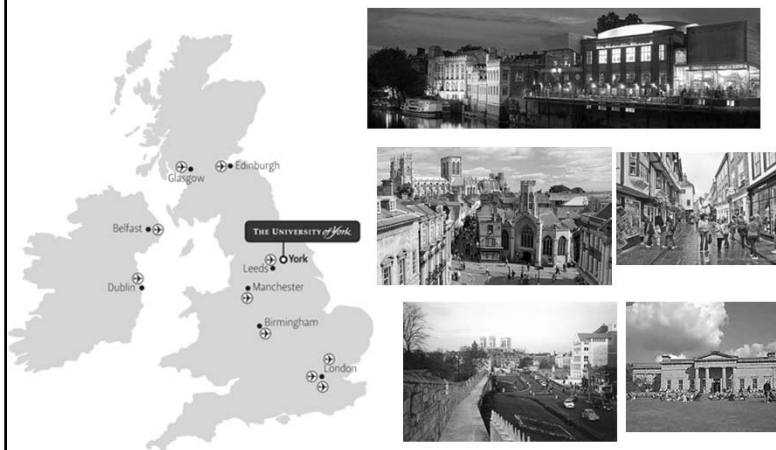 Edinburgh
Glasgow
Belfast
THE UNIVERSITY of York
York
Leeds
Dublin
Manchester
Birmingham
London